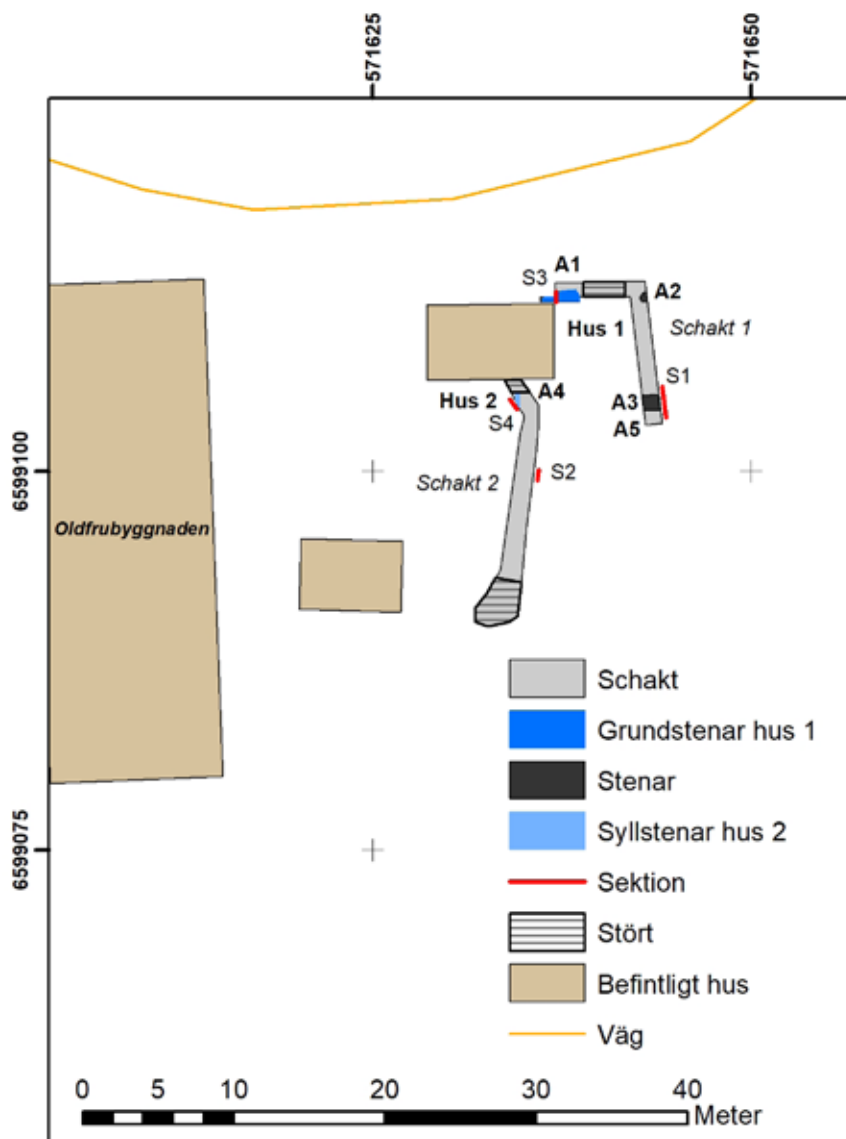 571625
571650
S3
A1
A2
Hus 1
Schakt 1
S1
Hus 2
A4
A3
S4
A5
6599100
Schakt 2
S2
Oldfrubyggnaden
Schakt
Grundstenar hus 1
Stenar
Syllstenar hus 2
6599075
Sektion
Stört
Befintligt hus
Väg
0 5 10 20 30 40
Meter